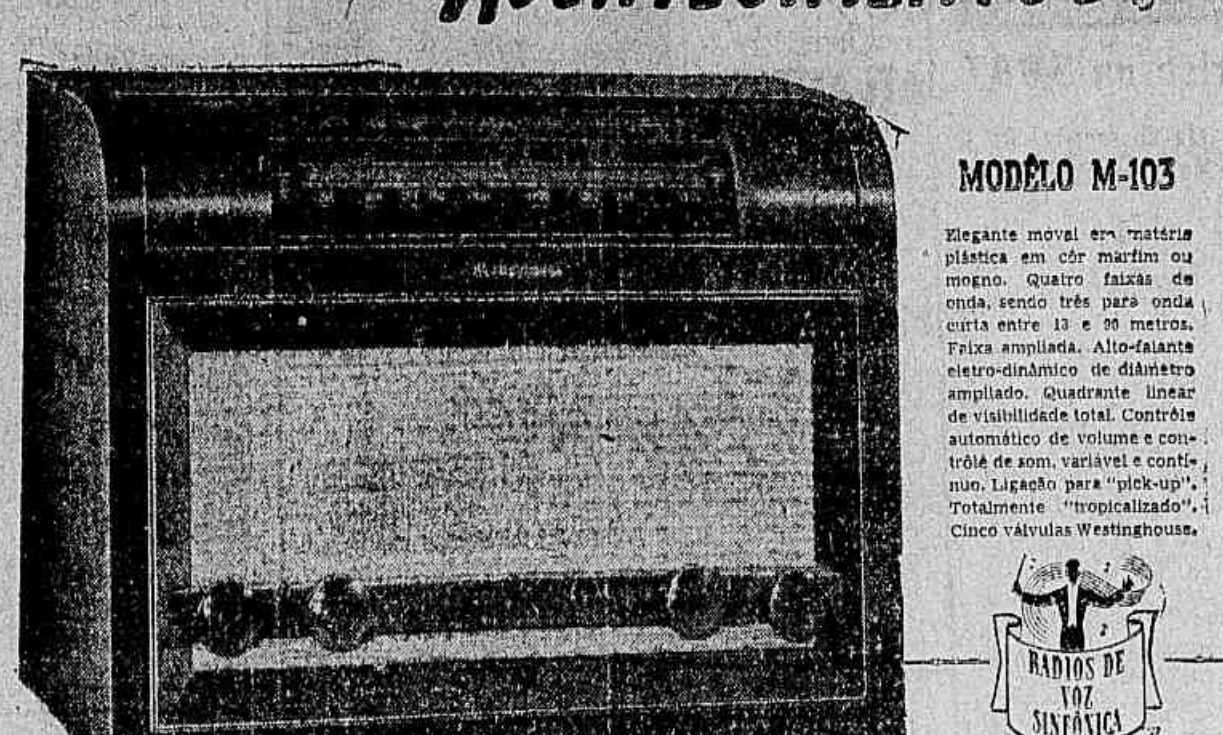 MODÊLO M-103
Elegante movel em matéria
plástica em côr marfim ou
mogno. Quatro faixas de
onda, sendo três para onda
curta entre 13 e 90 metros.
Faixa ampliada. Alto-falante
eletro-dinâmico de diâmetro
ampliado. Quadrante linear
de visibilidade total. Contrôle
automático de volume e con-
trôle de som, variável e contí-
nuo. Ligação para "pick-up".
Totalmente "tropicalizado".
Cinco válvulas Westinghouse.
RADIOS DE
VOZ
SINFÔNICA